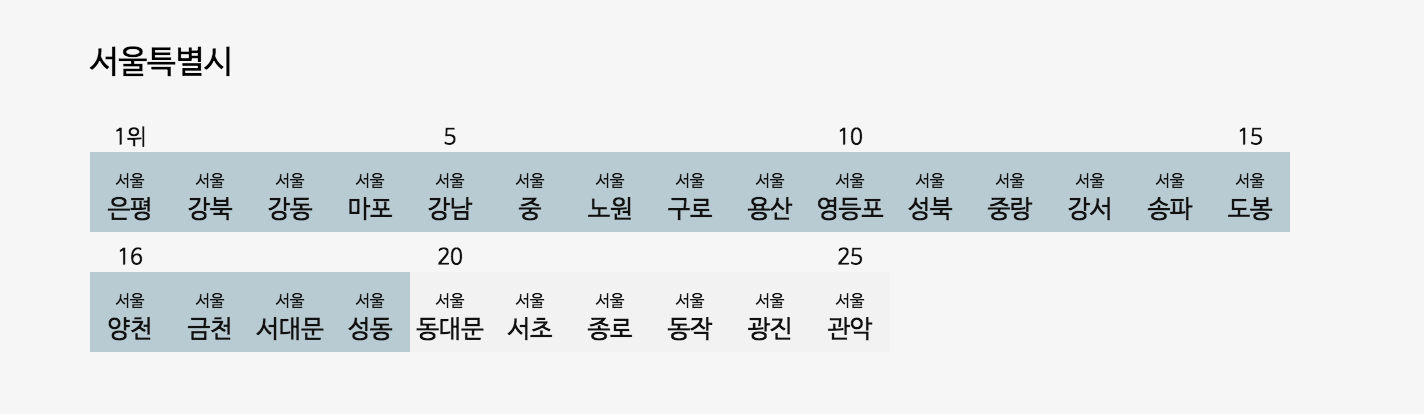 서울특별시
1위 5 10 15
서울 서울 서울 서울 서울 서울 서울 서울 서울 서울 서울 서울 서울 서울 서울
은평 강북 강동 마포 강남 중 노원 구로 용산 영등포 성북 중랑 강서 송파 도봉
16 20 25
서울 서울 서울 서울 서울 서울 서울 서울 서울 서울
양천 금천 서대문 성동 동대문 서초 종로 동작 광진 관악